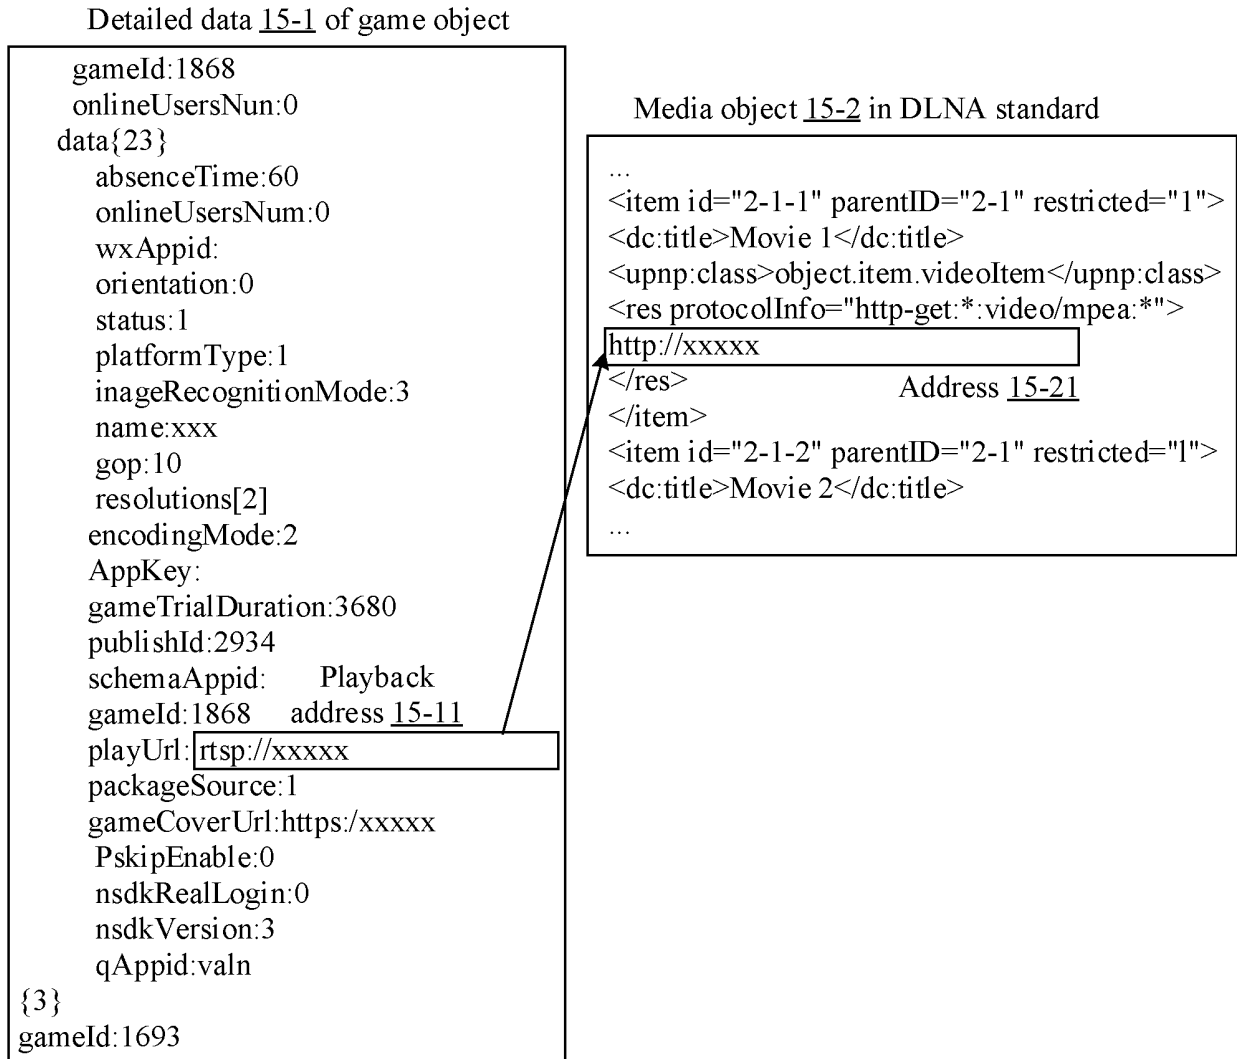 Detailed data 15-1 of game object
gameId:1868
onlineUsersNun:0
data{23}
absenceTime:60
onlineUsersNum:0
wxAppid:
orientation:0
status:1
platformType:1
inageRecognitionMode:3
name:xxx
gop:10
resolutions[2]
encodingMode:2
AppKey:
gameTrialDuration:3680
publishId:2934
schemaAppid:
Playback
gameId:1868
address 15-11
playUrl: rtsp://xxxxx
packageSource:1
gameCoverUrl:https:/xxxxx
PskipEnable:0
nsdkRealLogin:0
nsdkVersion:3
qAppid:valn
{3}
gameId:1693
Media object 15-2 in DLNA standard
...
<item id="2-1-1" parentID="2-1" restricted="1">
<dc:title>Movie 1</dc:title>
<upnp:class>object.item.videoItem</upnp:class>
<res protocolInfo="http-get:*:video/mpea:*">
http://xxxxx
</res>
Address 15-21
</item>
<item id="2-1-2" parentID="2-1" restricted="l">
<dc:title>Movie 2</dc:title>
...